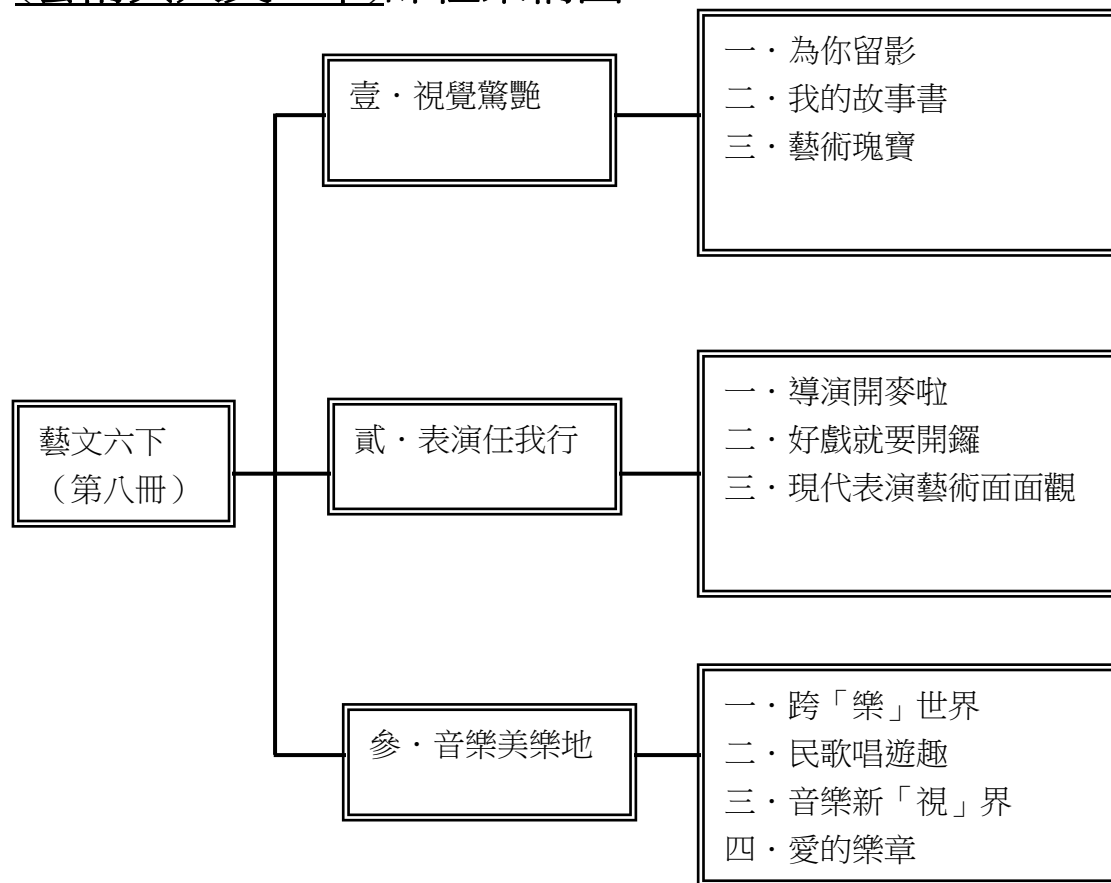 藝文六下
（第八冊）
壹．視覺驚艷
一．為你留影
二．我的故事書
三．藝術瑰寶
貳．表演任我行
一．導演開麥啦
二．好戲就要開鑼
三．現代表演藝術面面觀
參．音樂美樂地
一．跨「樂」世界
二．民歌唱遊趣
三．音樂新「視」界
四．愛的樂章